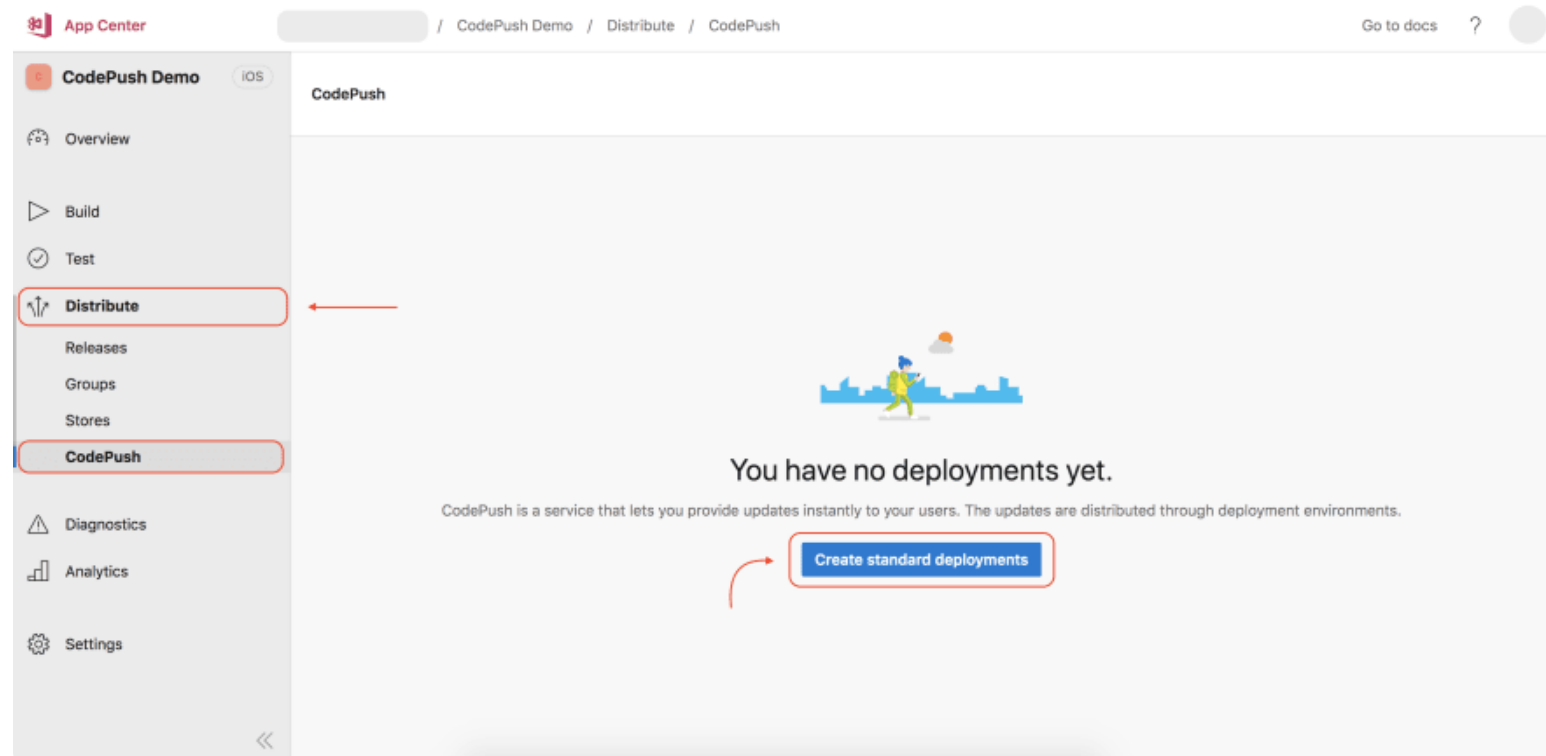 App Center
/ CodePush Demo / Distribute / CodePush
Go to docs
?
C
CodePush Demo
iOS
CodePush
Overview
Build
Test
Distribute
Releases
Groups
Stores
CodePush
Diagnostics
Analytics
Settings
You have no deployments yet.
CodePush is a service that lets you provide updates instantly to your users. The updates are distributed through deployment environments.
Create standard deployments